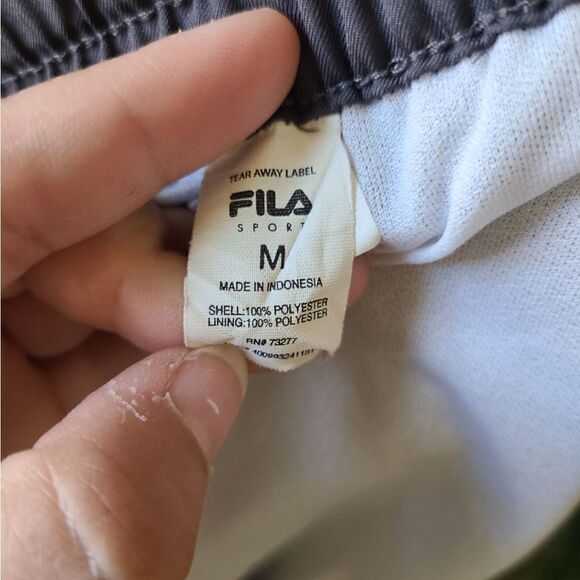 TEAR AWAY LABEL
FILA
SPORT
M
MADE IN INDONESIA
SHELL:100% POLYESTER
LINING:100% POLYESTER
RN# 73277